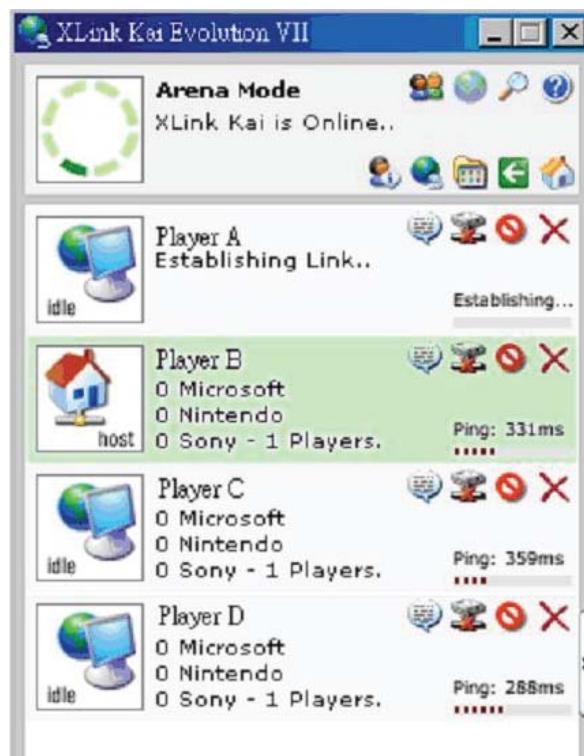 XLink Kai Evolution VII
Arena Mode
XLink Kai is Online..
Player A
Establishing Link..
idle
Establishing...
Player B
0 Microsoft
0 Nintendo
0 Sony - 1 Players.
host
Ping: 331ms
Player C
0 Microsoft
0 Nintendo
0 Sony - 1 Players.
idle
Ping: 359ms
Player D
0 Microsoft
0 Nintendo
0 Sony - 1 Players.
idle
Ping: 288ms